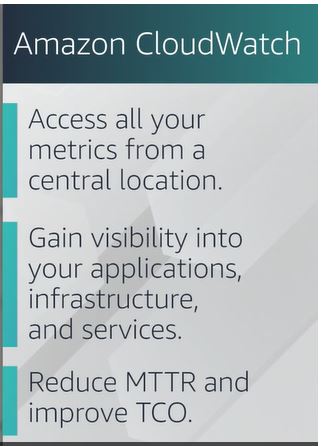 Amazon CloudWatch
Access all your
metrics from a
central location.
Gain visibility into
your applications,
infrastructure,
and services.
Reduce MTTR and
improve TCO.